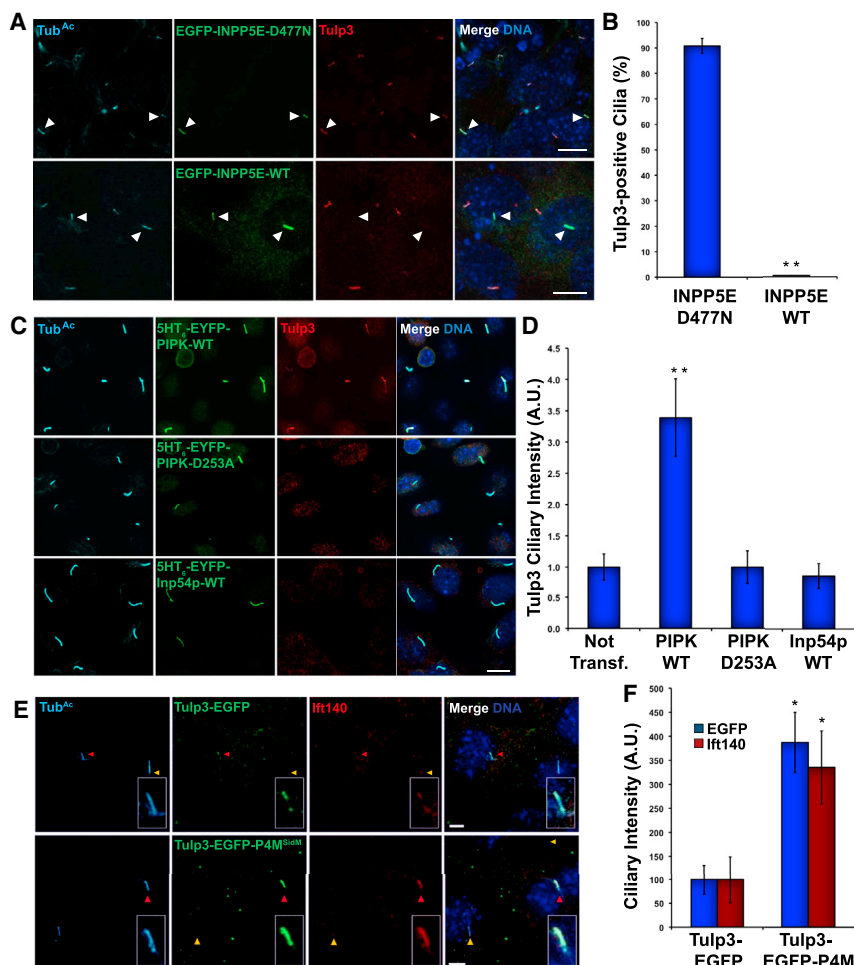 A
Tub^Ac
EGFP-INPP5E-D477N
Tulp3
Merge DNA
EGFP-INPP5E-WT
B
Tulp3-positive Cilia (%)
100
90
80
70
60
50
40
30
20
10
0
**
INPP5E
D477N
INPP5E
WT
C
Tub^Ac
5HT6-EYFP-
PIPK-WT
Tulp3
Merge DNA
5HT6-EYFP-
PIPK-D253A
5HT6-EYFP-
Inp54p-WT
D
Tulp3 Ciliary Intensity (A.U.)
4.5
4.0
3.5
3.0
2.5
2.0
1.5
1.0
0.5
0.0
**
Not
Transf.
PIPK
WT
PIPK
D253A
Inp54p
WT
E
Tub^Ac
Tulp3-EGFP
Ift140
Merge DNA
Tulp3-EGFP-P4M^SidM
F
Ciliary Intensity (A.U.)
500
450
400
350
300
250
200
150
100
50
0
EGFP
Ift140
*
*
Tulp3-
EGFP
Tulp3-
EGFP-P4M